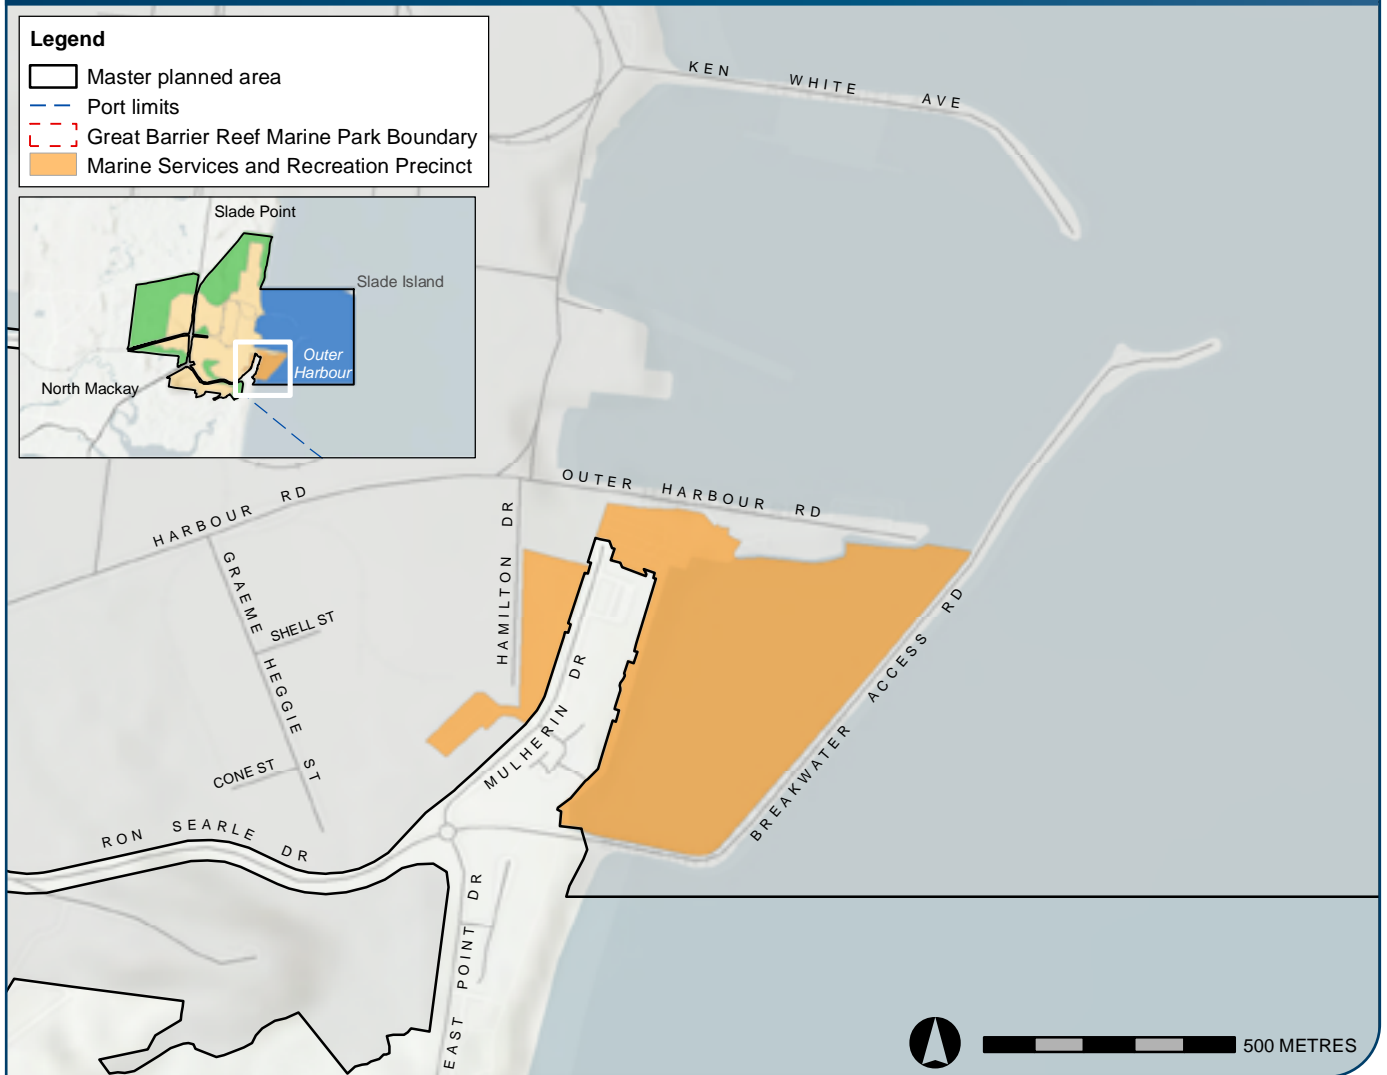 Legend
Master planned area
Port limits
Great Barrier Reef Marine Park Boundary
Marine Services and Recreation Precinct
Slade Point
Slade Island
Outer
Harbour
North Mackay
KEN WHITE AVE
OUTER HARBOUR RD
HARBOUR RD
HAMILTON DR
GRAEME HEGGIE ST
SHELL ST
CONE ST
MULHERIN DR
BREAKWATER ACCESS RD
RON SEARLE DR
EAST POINT DR
500 METRES